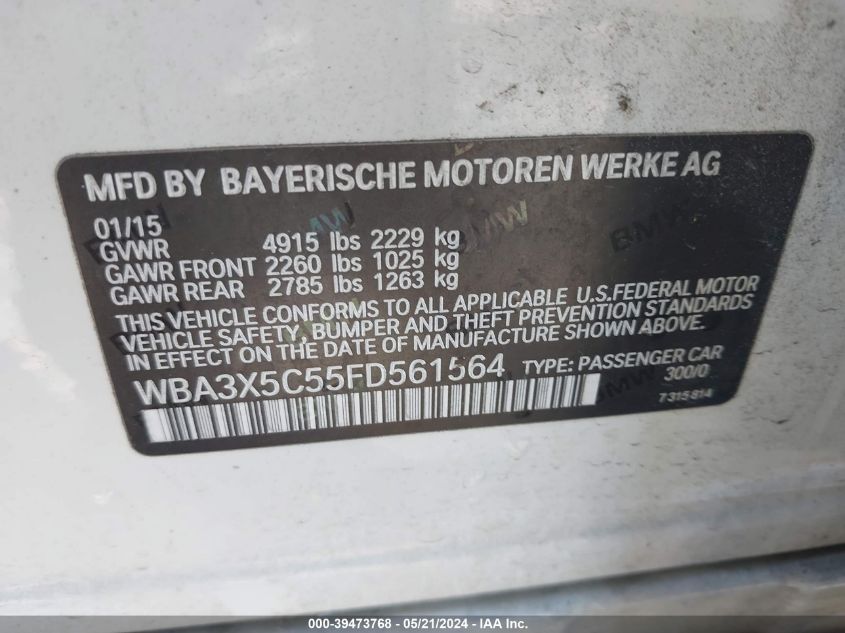 MFD BY BAYERISCHE MOTOREN WERKE AG
01/15
GVWR 4915 lbs 2229 kg
GAWR FRONT 2260 lbs 1025 kg
GAWR REAR 2785 lbs 1263 kg
THIS VEHICLE CONFORMS TO ALL APPLICABLE U.S.FEDERAL MOTOR
VEHICLE SAFETY, BUMPER AND THEFT PREVENTION STANDARDS
IN EFFECT ON THE DATE OF MANUFACTURE SHOWN ABOVE.
WBA3X5C55FD561564 TYPE: PASSENGER CAR
300/0
7315814
000-39473768 - 05/21/2024 - IAA Inc.